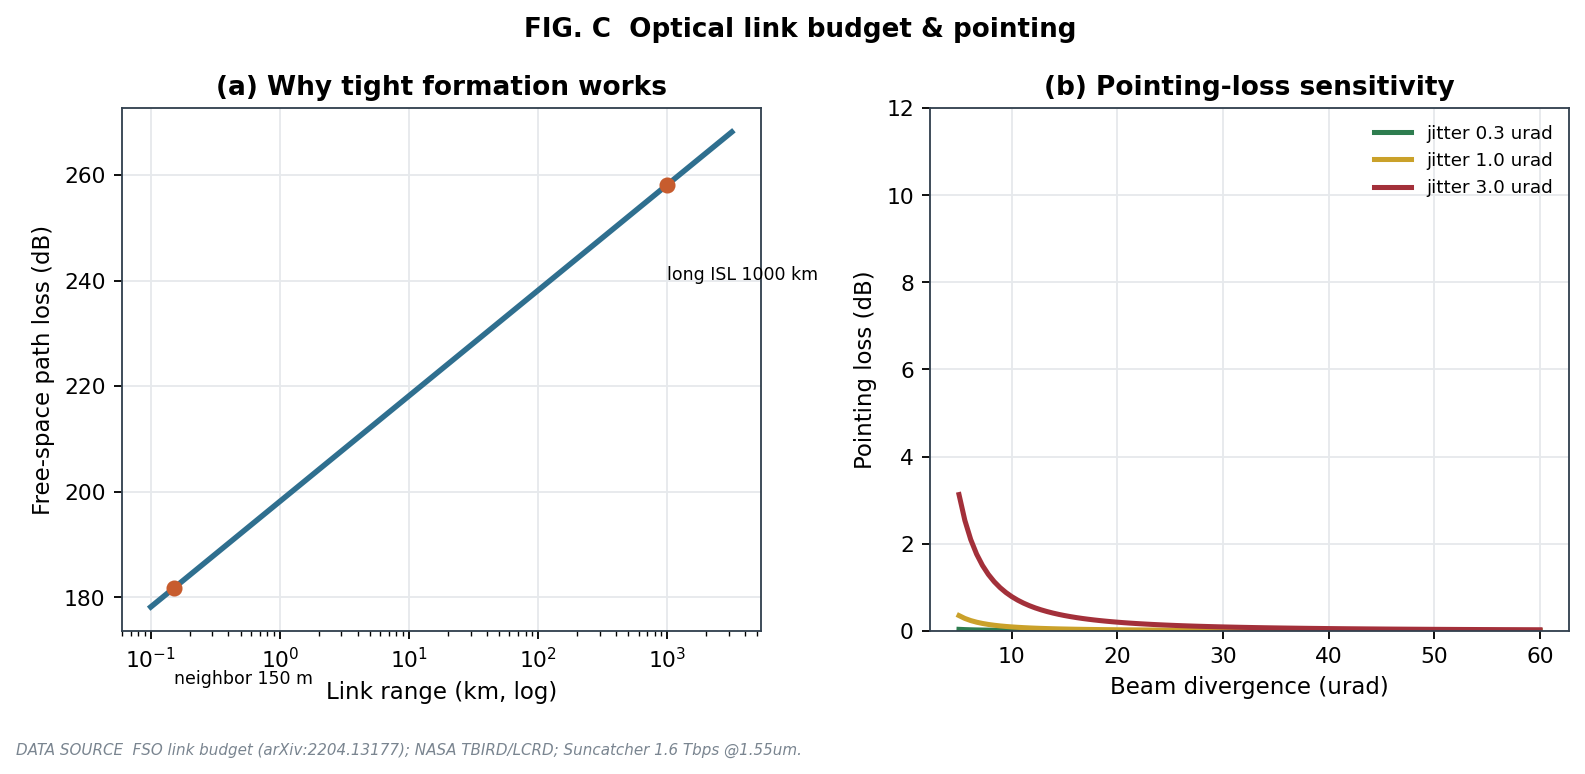 FIG. C  Optical link budget & pointing
(a) Why tight formation works
Free-space path loss (dB)
260
240
220
200
180
long ISL 1000 km
10⁻¹ 10⁰ 10¹ 10² 10³
neighbor 150 m
Link range (km, log)
(b) Pointing-loss sensitivity
Pointing loss (dB)
12
10
8
6
4
2
0
jitter 0.3 urad
jitter 1.0 urad
jitter 3.0 urad
10 20 30 40 50 60
Beam divergence (urad)
DATA SOURCE  FSO link budget (arXiv:2204.13177); NASA TBIRD/LCRD; Suncatcher 1.6 Tbps @1.55um.